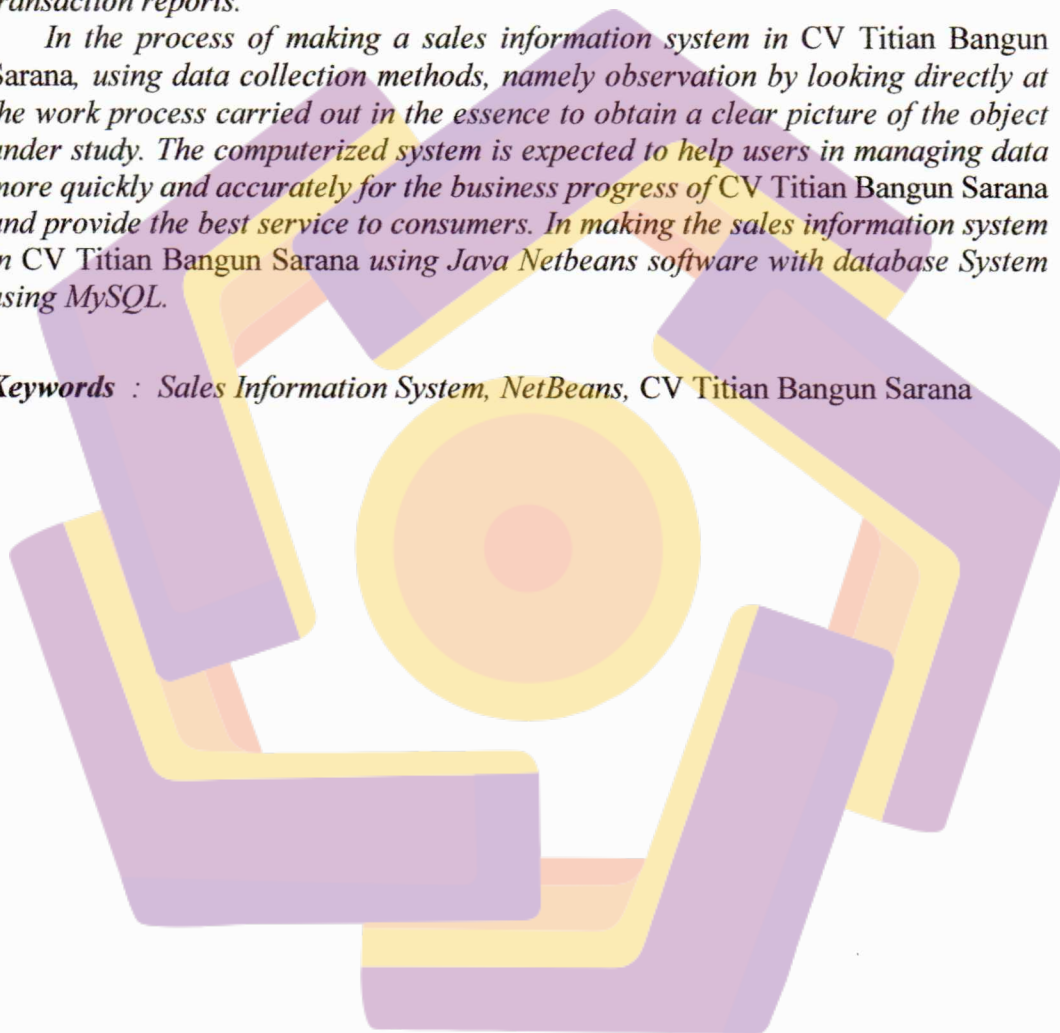 transaction reports.
In the process of making a sales information system in CV Titian Bangun
Sarana, using data collection methods, namely observation by looking directly at
the work process carried out in the essence to obtain a clear picture of the object
under study. The computerized system is expected to help users in managing data
more quickly and accurately for the business progress of CV Titian Bangun Sarana
and provide the best service to consumers. In making the sales information system
in CV Titian Bangun Sarana using Java Netbeans software with database System
using MySQL.
Keywords : Sales Information System, NetBeans, CV Titian Bangun Sarana